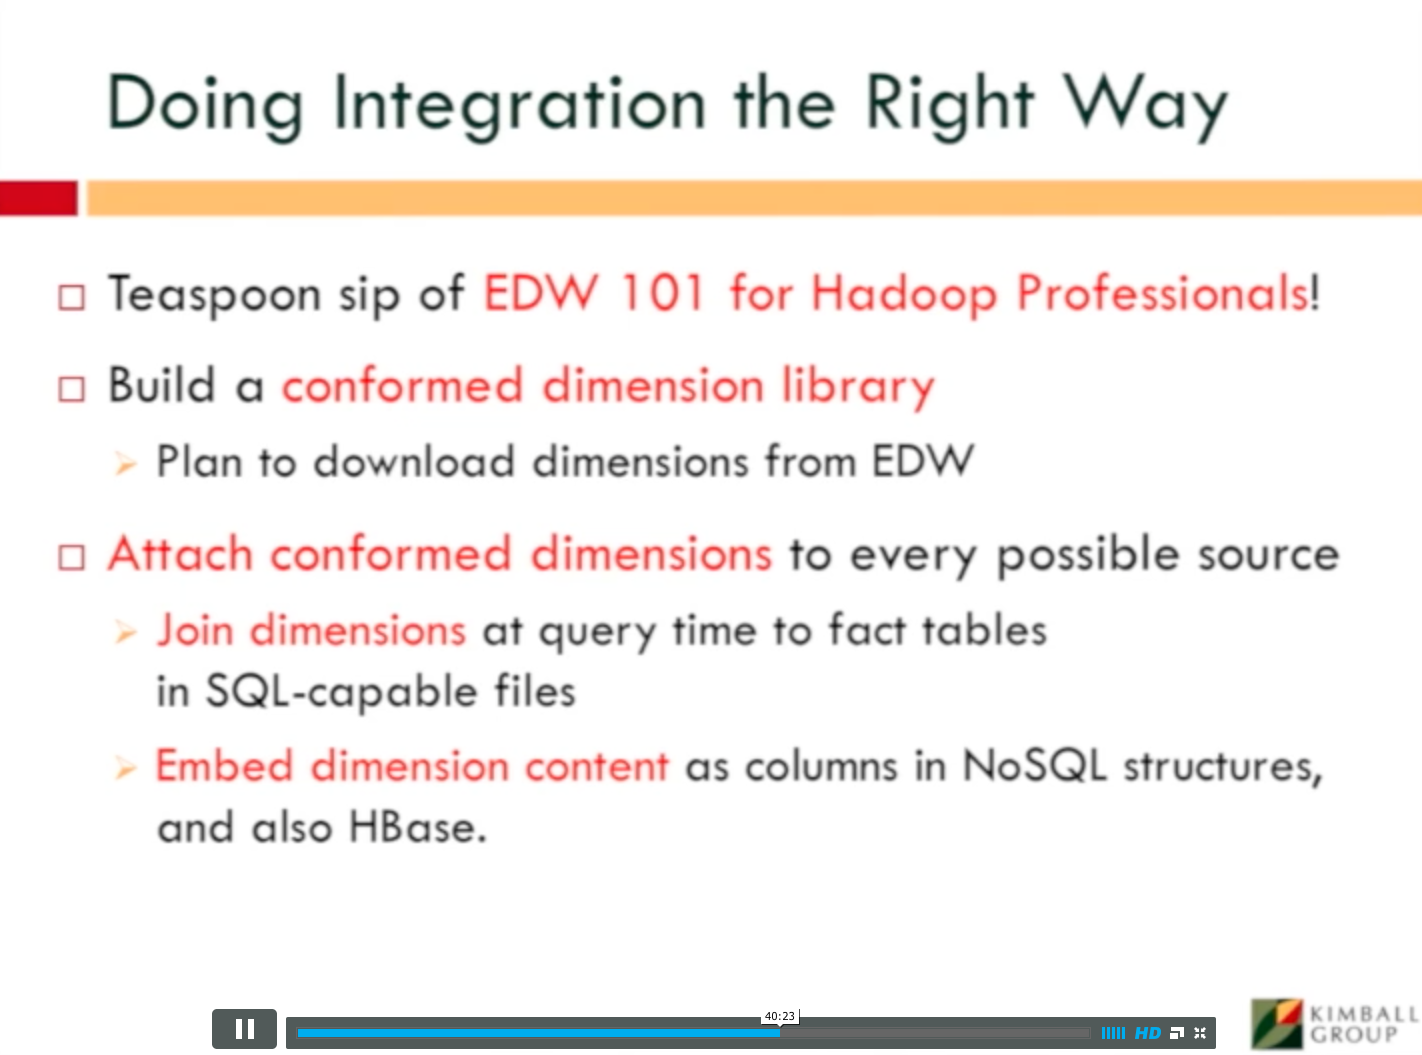 Doing Integration the Right Way
Teaspoon sip of EDW 101 for Hadoop Professionals!
Build a conformed dimension library
Plan to download dimensions from EDW
Attach conformed dimensions to every possible source
Join dimensions at query time to fact tables
in SQL-capable files
Embed dimension content as columns in NoSQL structures,
and also HBase.
40:23
HD
KIMBALL
GROUP